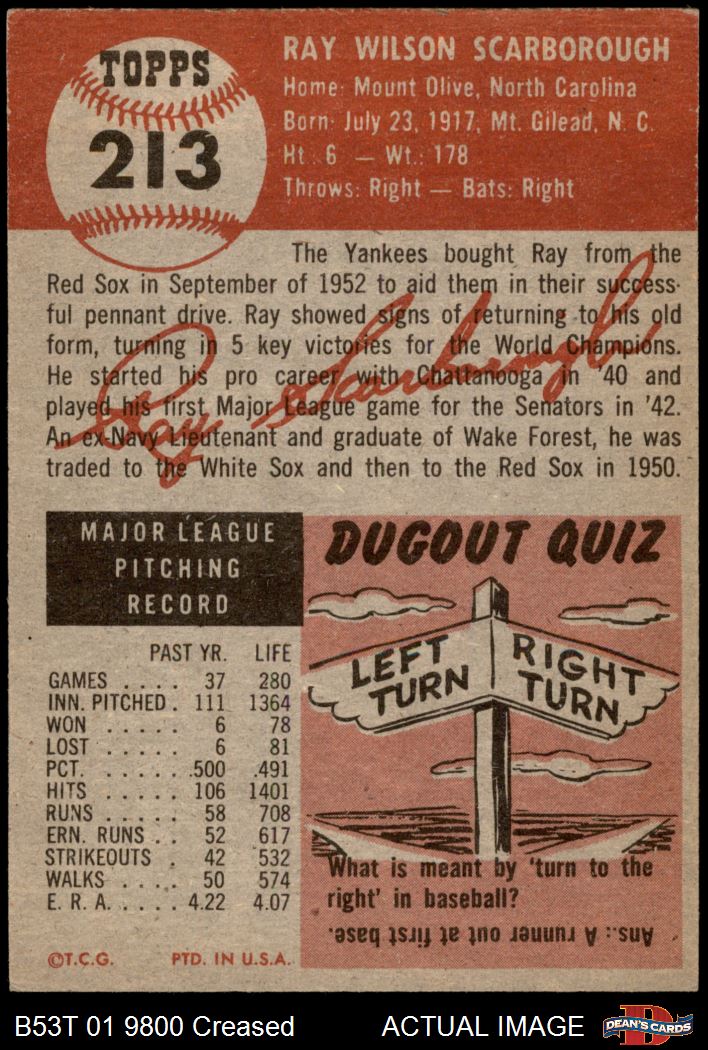 TOPPS
213
RAY WILSON SCARBOROUGH
Home: Mount Olive, North Carolina
Born: July 23, 1917, Mt. Gilead, N. C.
Ht.: 6 — Wt.: 178
Throws: Right — Bats: Right
The Yankees bought Ray from the
Red Sox in September of 1952 to aid them in their success-
ful pennant drive. Ray showed signs of returning to his old
form, turning in 5 key victories for the World Champions.
He started his pro career with Chattanooga in '40 and
played his first Major League game for the Senators in '42.
An ex-Navy Lieutenant and graduate of Wake Forest, he was
traded to the White Sox and then to the Red Sox in 1950.
Ray Scarborough
MAJOR LEAGUE
PITCHING
RECORD
PAST YR. LIFE
GAMES . . . . 37 280
INN. PITCHED . 111 1364
WON . . . . . 6 78
LOST . . . . . 6 81
PCT. . . . . . .500 .491
HITS . . . . . 106 1401
RUNS . . . . . 58 708
ERN. RUNS . . 52 617
STRIKEOUTS . 42 532
WALKS . . . . 50 574
E. R. A. . . . . 4.22 4.07
©T.C.G. PTD. IN U.S.A.
DUGOUT QUIZ
LEFT
TURN
RIGHT
TURN
What is meant by 'turn to the
right' in baseball?
Ans.: A runner out at first base.
B53T 01 9800 Creased
ACTUAL IMAGE
D
DEAN'S CARDS